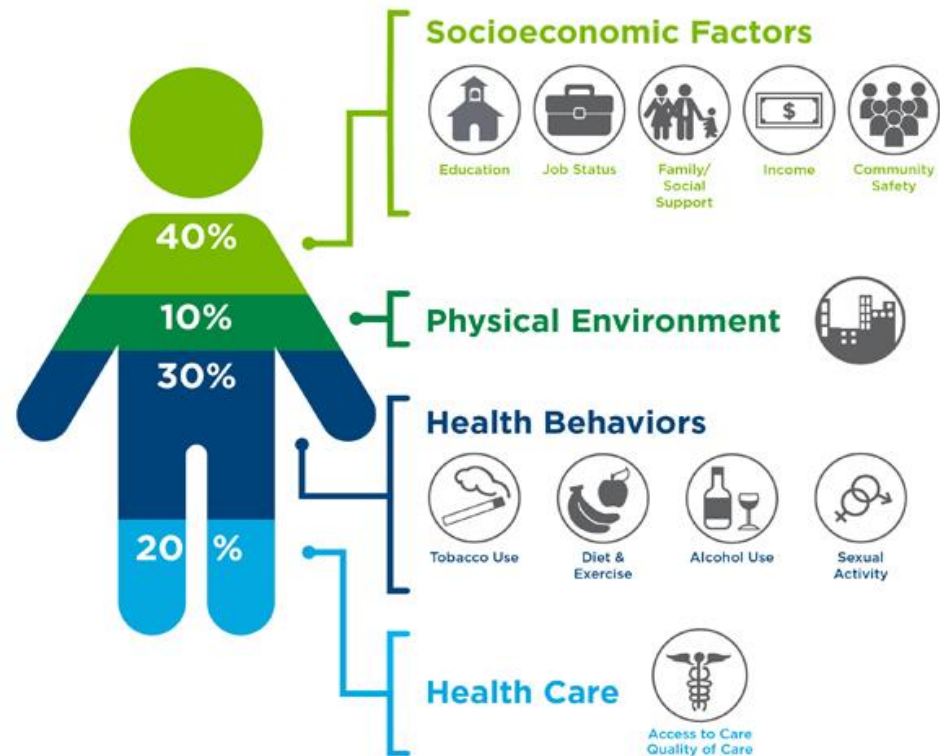 Socioeconomic Factors
$
Education
Job Status
Family/
Social
Support
Income
Community
Safety
40%
10%
Physical Environment
30%
Health Behaviors
Tobacco Use
Diet &
Exercise
Alcohol Use
Sexual
Activity
20 %
Health Care
Access to Care
Quality of Care